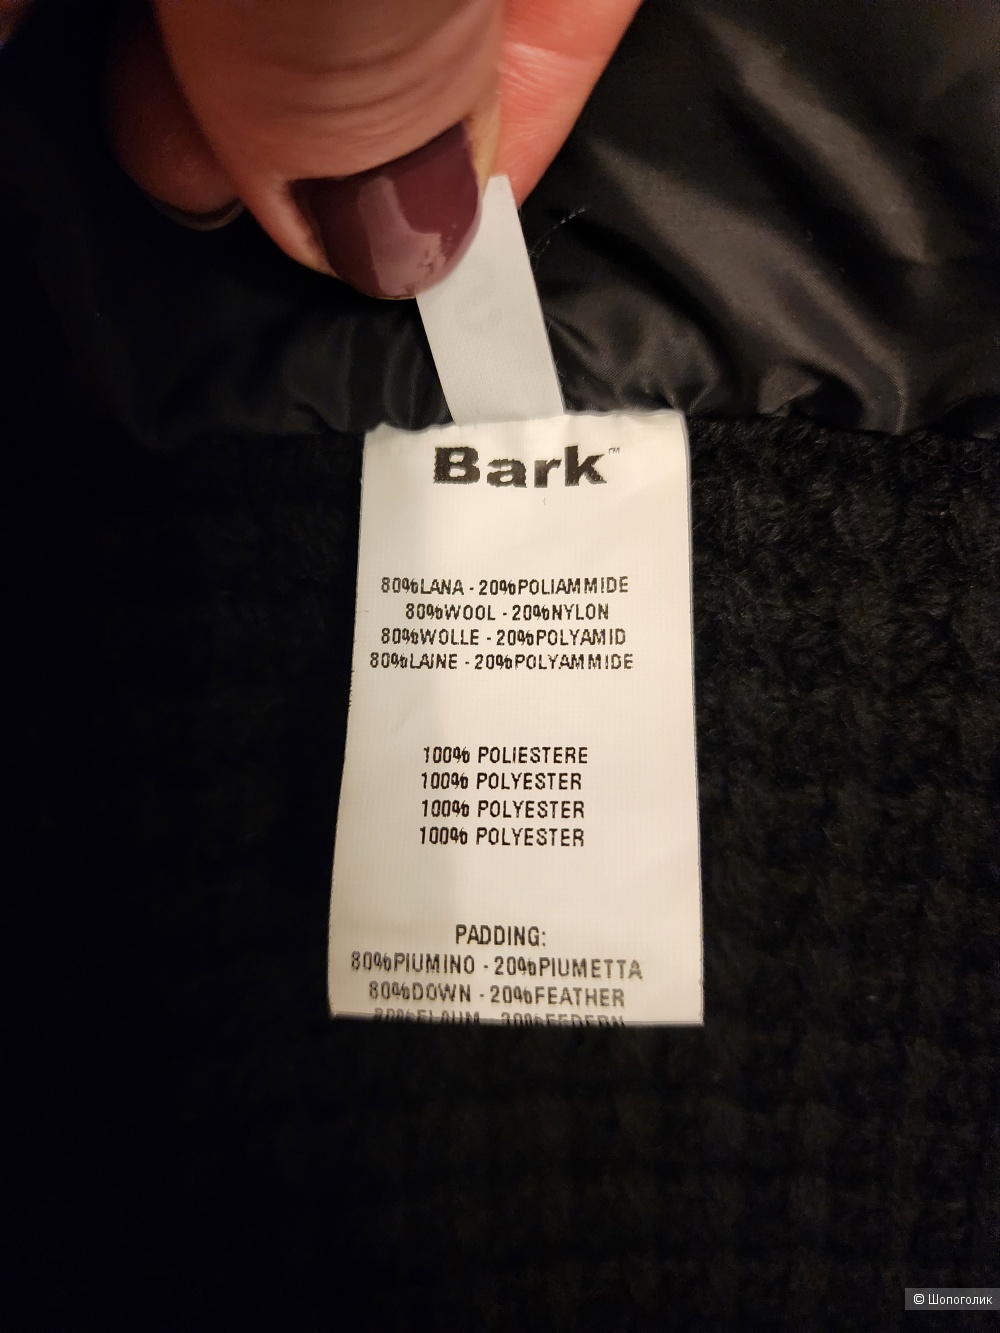 Bark™
80%LANA - 20%POLIAMMIDE
80%WOOL - 20%NYLON
80%WOLLE - 20%POLYAMID
80%LAINE - 20%POLYAMMIDE
100% POLIESTERE
100% POLYESTER
100% POLYESTER
100% POLYESTER
PADDING:
80%PIUMINO - 20%PIUMETTA
80%DOWN - 20%FEATHER
© Шопоголик